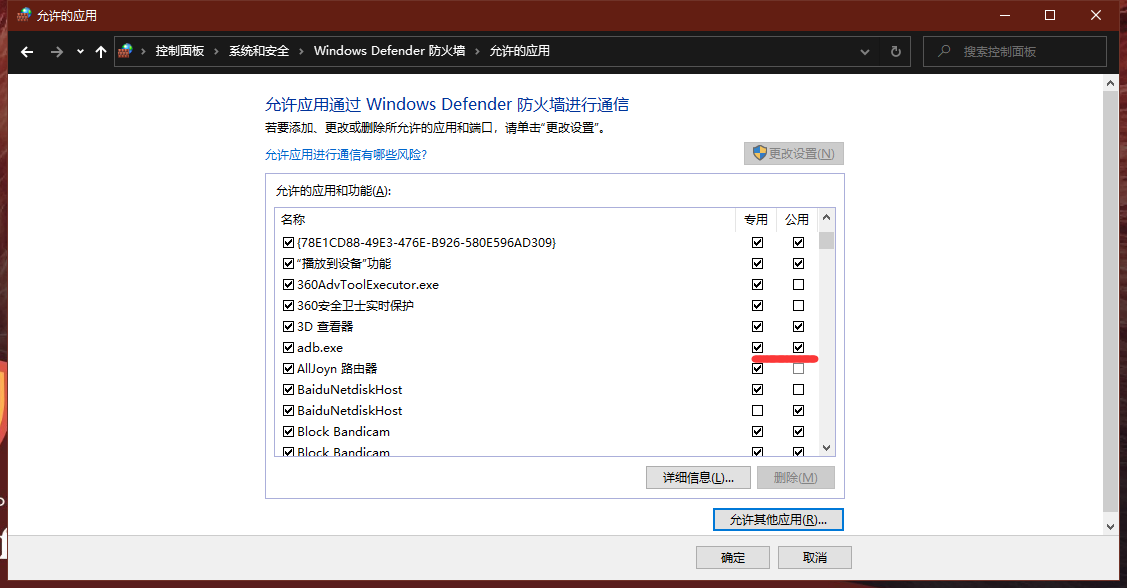 允许的应用
控制面板 › 系统和安全 › Windows Defender 防火墙 › 允许的应用
搜索控制面板
允许应用通过 Windows Defender 防火墙进行通信
若要添加、更改或删除所允许的应用和端口，请单击“更改设置”。
允许应用进行通信有哪些风险?
更改设置(N)
允许的应用和功能(A):
名称 专用 公用
{78E1CD88-49E3-476E-B926-580E596AD309}
“播放到设备”功能
360AdvToolExecutor.exe
360安全卫士实时保护
3D 查看器
adb.exe
AllJoyn 路由器
BaiduNetdiskHost
BaiduNetdiskHost
Block Bandicam
Block Bandicam
详细信息(L)... 删除(M)
允许其他应用(R)...
确定 取消